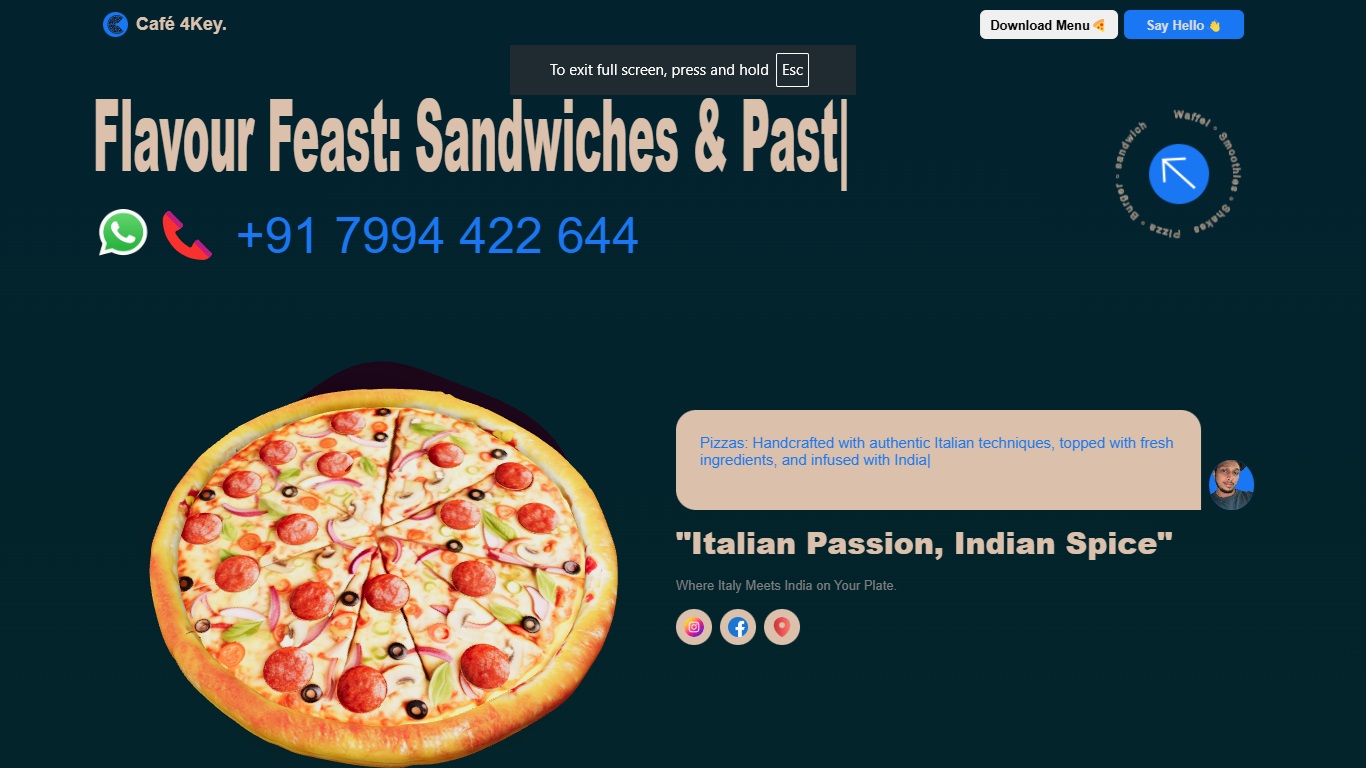 Café 4Key.
Download Menu 🍕
Say Hello 👋
To exit full screen, press and hold Esc
Flavour Feast: Sandwiches & Past|
Waffel ◦ Smoothies ◦ Shakes ◦ Pizza ◦ Burger ◦ sandwich
+91 7994 422 644
Pizzas: Handcrafted with authentic Italian techniques, topped with fresh
ingredients, and infused with India|
"Italian Passion, Indian Spice"
Where Italy Meets India on Your Plate.